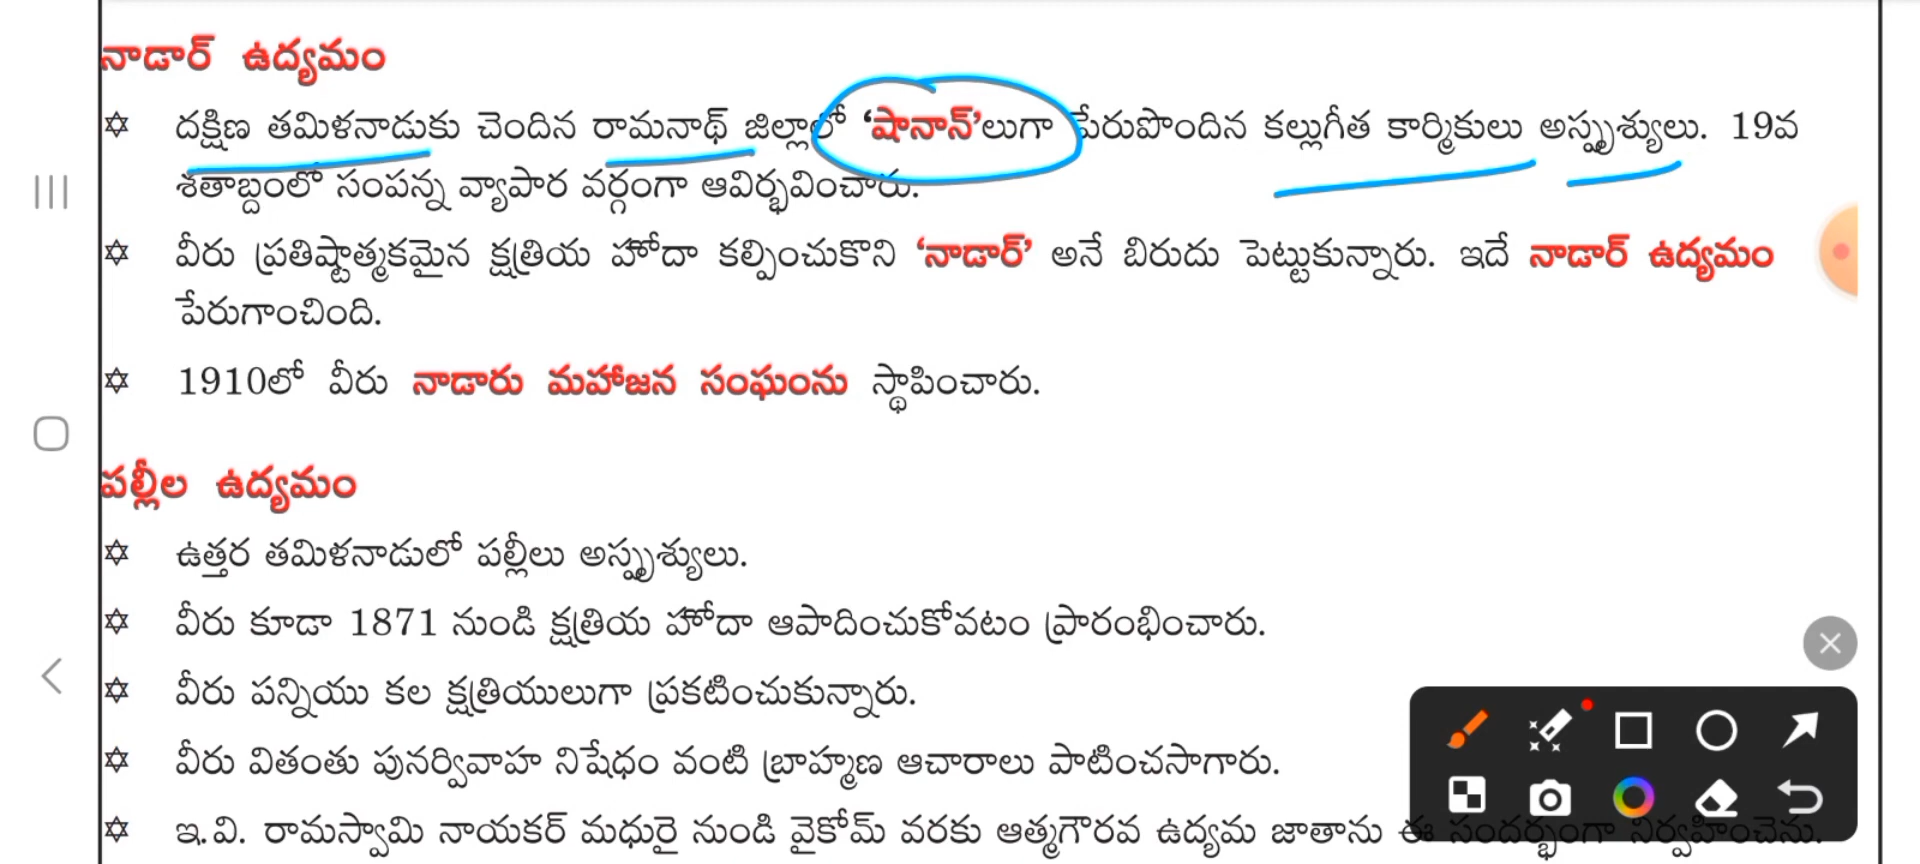 నాడార్ ఉద్యమం
దక్షిణ తమిళనాడుకు చెందిన రామనాథ్ జిల్లాలో ‘షానాన్’లుగా పేరుపొందిన కల్లుగీత కార్మికులు అస్పృశ్యులు. 19వ
శతాబ్దంలో సంపన్న వ్యాపార వర్గంగా ఆవిర్భవించారు.
వీరు ప్రతిష్టాత్మకమైన క్షత్రియ హోదా కల్పించుకొని ‘నాడార్’ అనే బిరుదు పెట్టుకున్నారు. ఇదే నాడార్ ఉద్యమం
పేరుగాంచింది.
1910లో వీరు నాడారు మహాజన సంఘంను స్థాపించారు.
పల్లీల ఉద్యమం
ఉత్తర తమిళనాడులో పల్లీలు అస్పృశ్యులు.
వీరు కూడా 1871 నుండి క్షత్రియ హోదా ఆపాదించుకోవటం ప్రారంభించారు.
వీరు పన్నియు కల క్షత్రియులుగా ప్రకటించుకున్నారు.
వీరు వితంతు పునర్వివాహ నిషేధం వంటి బ్రాహ్మణ ఆచారాలు పాటించసాగారు.
ఇ.వి. రామస్వామి నాయకర్ మధురై నుండి వైకోమ్ వరకు ఆత్మగౌరవ ఉద్యమ జాతాను ఈ సందర్భంగా నిర్వహించెను.